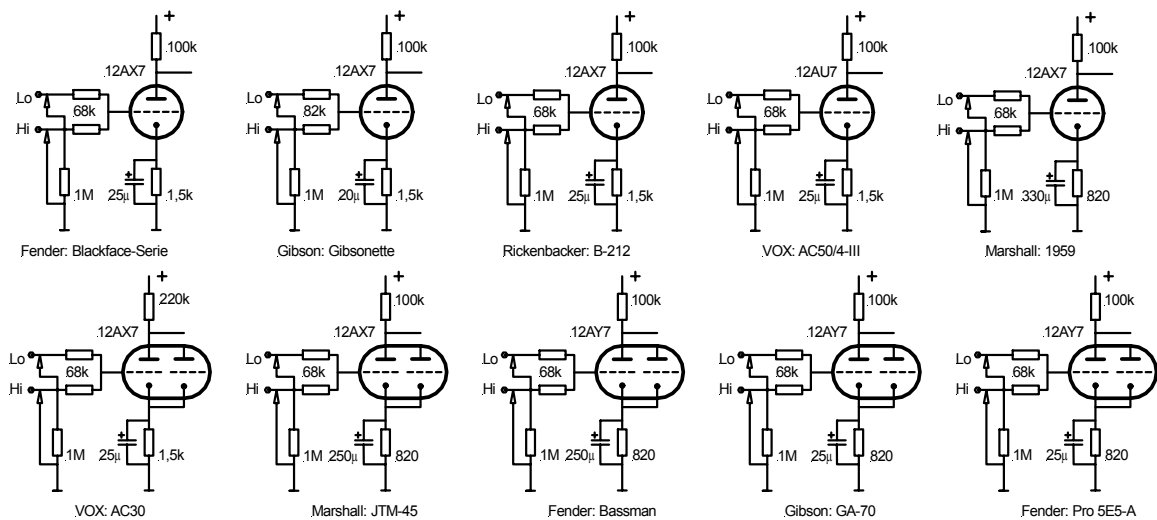 + + + + +
.100k .100k .100k .100k .100k
.12AX7 .12AX7 .12AX7 .12AU7 .12AX7
Lo Lo Lo Lo Lo
.68k .82k .68k .68k .68k
Hi Hi Hi Hi Hi
.1M .25µ .1,5k .1M .20µ .1,5k .1M .25µ .1,5k .1M .25µ .1,5k .1M .330µ .820
Fender: Blackface-Serie Gibson: Gibsonette Rickenbacker: B-212 VOX: AC50/4-III Marshall: 1959
+ + + + +
.220k .100k .100k .100k .100k
.12AX7 .12AX7 .12AY7 .12AY7 .12AY7
Lo Lo Lo Lo Lo
.68k .68k .68k .68k .68k
Hi Hi Hi Hi Hi
.1M .25µ .1,5k .1M .250µ .820 .1M .250µ .820 .1M .25µ .820 .1M .25µ .820
VOX: AC30 Marshall: JTM-45 Fender: Bassman Gibson: GA-70 Fender: Pro 5E5-A